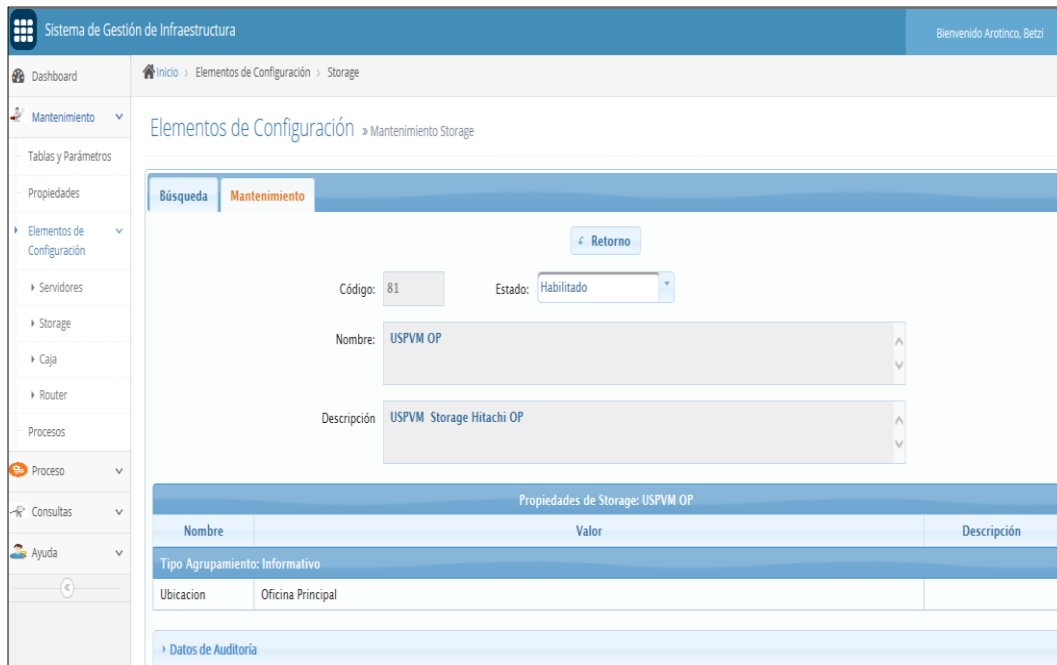 Sistema de Gestión de Infraestructura
Bienvenido Arotinco, Betzi
Dashboard
Inicio > Elementos de Configuración > Storage
Mantenimiento
Elementos de Configuración » Mantenimiento Storage
Tablas y Parámetros
Propiedades
Búsqueda Mantenimiento
Elementos de
Configuración
Retorno
Servidores
Código: 81 Estado: Habilitado
Storage
Nombre: USPVM OP
Caja
Router
Descripción USPVM Storage Hitachi OP
Procesos
Proceso
Propiedades de Storage: USPVM OP
Consultas
Nombre Valor Descripción
Ayuda
Tipo Agrupamiento: Informativo
Ubicacion Oficina Principal
Datos de Auditoría